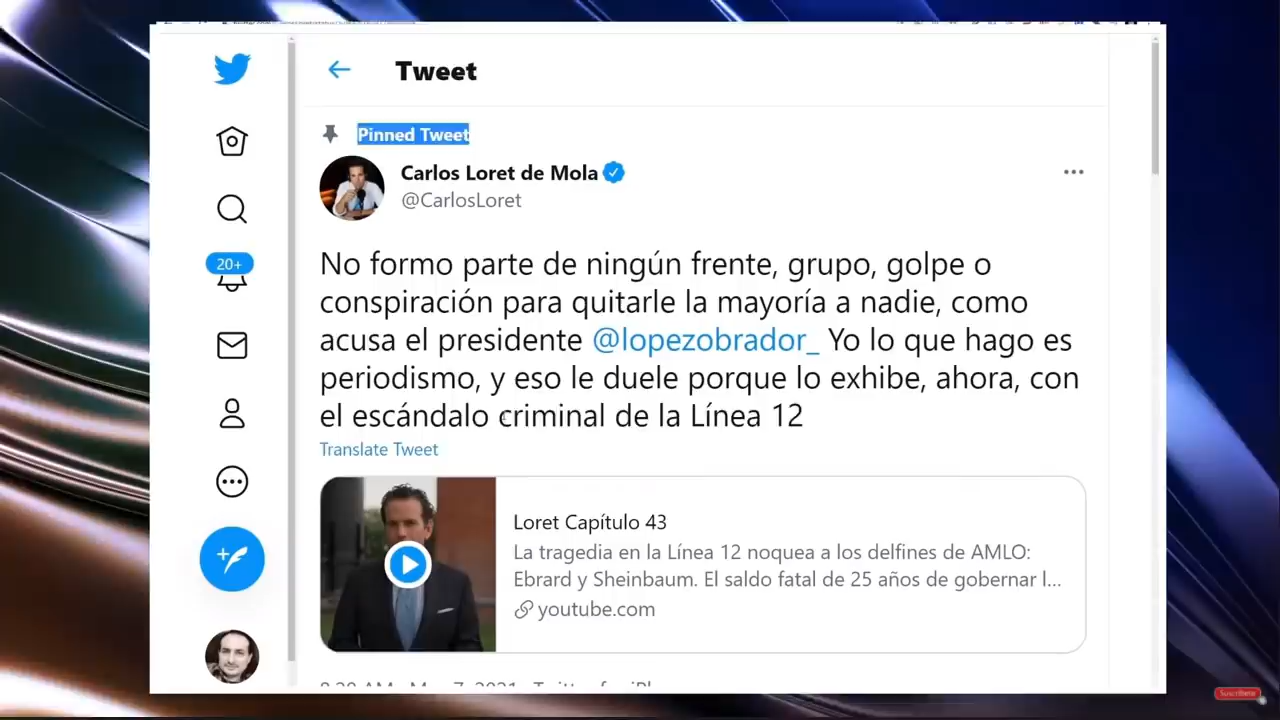 Tweet
Pinned Tweet
Carlos Loret de Mola
@CarlosLoret
20+
No formo parte de ningún frente, grupo, golpe o
conspiración para quitarle la mayoría a nadie, como
acusa el presidente @lopezobrador_ Yo lo que hago es
periodismo, y eso le duele porque lo exhibe, ahora, con
el escándalo criminal de la Línea 12
Translate Tweet
Loret Capítulo 43
La tragedia en la Línea 12 noquea a los delfines de AMLO:
Ebrard y Sheinbaum. El saldo fatal de 25 años de gobernar l...
youtube.com